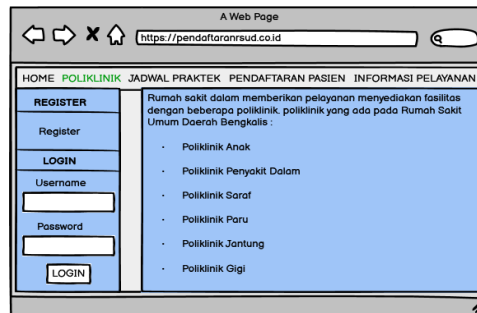 A Web Page
https://pendaftaranrsud.co.id
HOME POLIKLINIK JADWAL PRAKTEK PENDAFTARAN PASIEN INFORMASI PELAYANAN
REGISTER
Register
LOGIN
Username
Password
LOGIN
Rumah sakit dalam memberikan pelayanan menyediakan fasilitas
dengan beberapa poliklinik. poliklinik yang ada pada Rumah Sakit
Umum Daerah Bengkalis :
· Poliklinik Anak
· Poliklinik Penyakit Dalam
· Poliklinik Saraf
· Poliklinik Paru
· Poliklinik Jantung
· Poliklinik Gigi